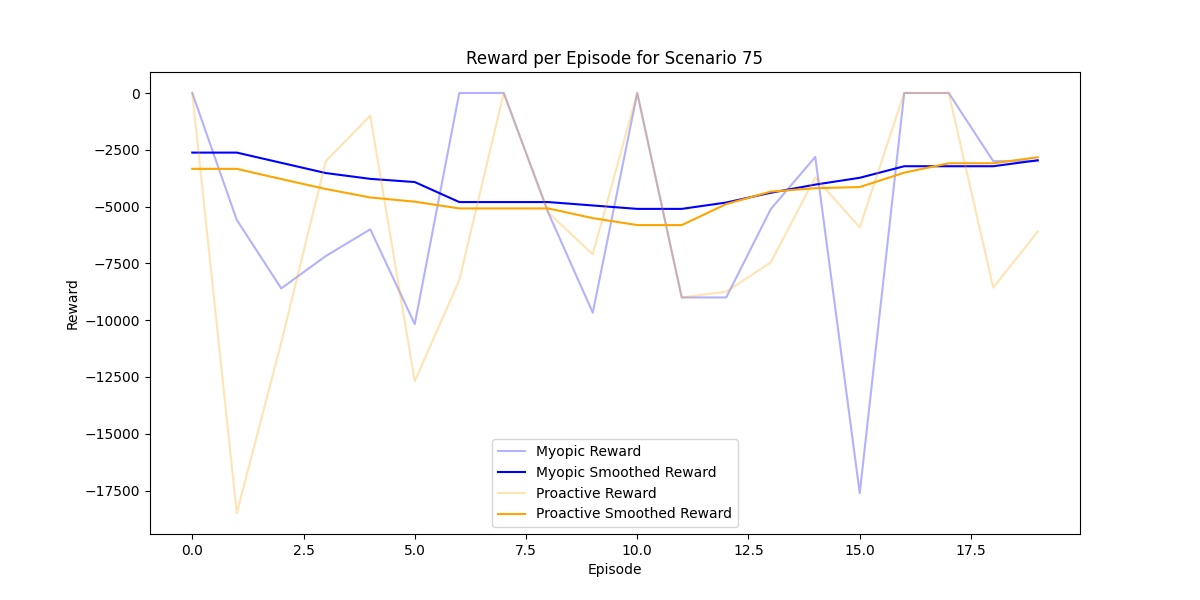 Reward per Episode for Scenario 75
0
−2500
−5000
−7500
−10000
−12500
−15000
−17500
Reward
Myopic Reward
Myopic Smoothed Reward
Proactive Reward
Proactive Smoothed Reward
0.0 2.5 5.0 7.5 10.0 12.5 15.0 17.5
Episode